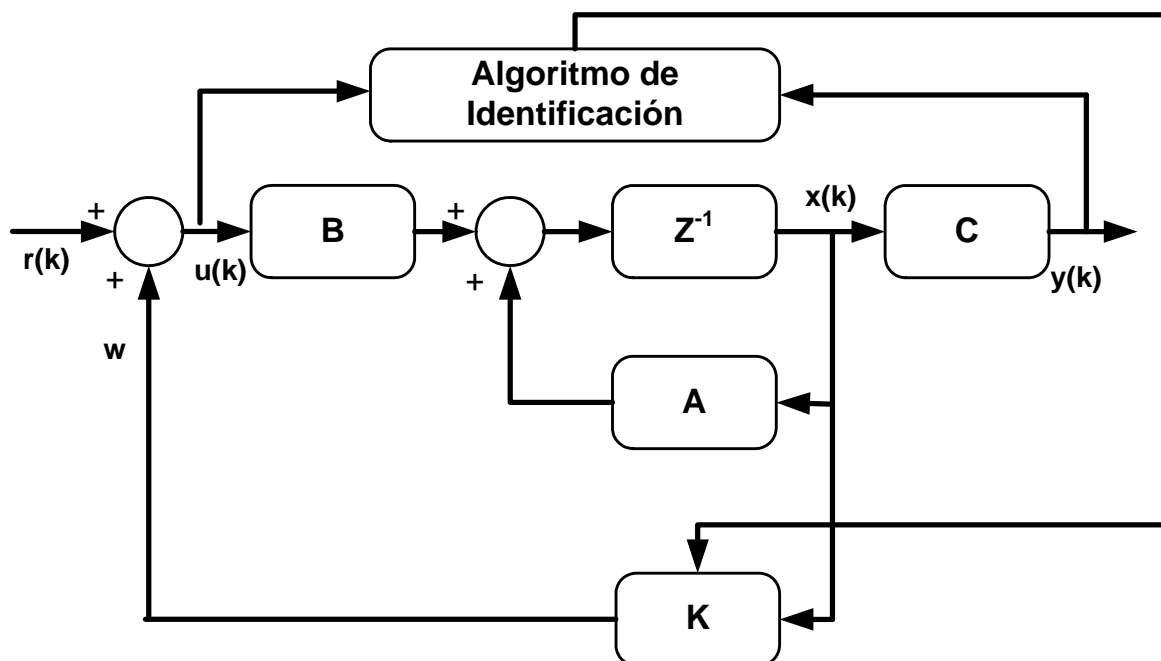 Algoritmo de
Identificación
+
r(k)
+
u(k)
B
+
+
Z-1
x(k)
C
y(k)
w
A
K